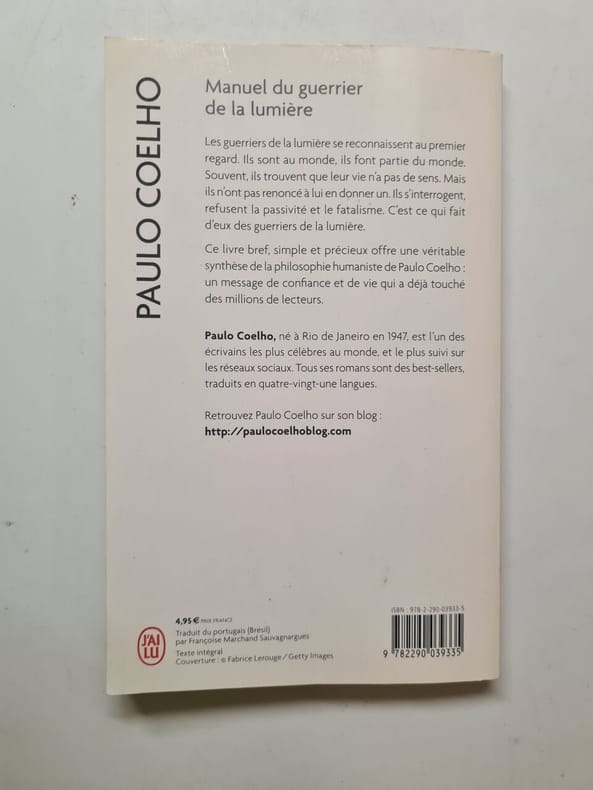 PAULO COELHO
Manuel du guerrier
de la lumière
Les guerriers de la lumière se reconnaissent au premier
regard. Ils sont au monde, ils font partie du monde.
Souvent, ils trouvent que leur vie n'a pas de sens. Mais
ils n'ont pas renoncé à lui en donner un. Ils s'interrogent,
refusent la passivité et le fatalisme. C'est ce qui fait
d'eux des guerriers de la lumière.
Ce livre bref, simple et précieux offre une véritable
synthèse de la philosophie humaniste de Paulo Coelho :
un message de confiance et de vie qui a déjà touché
des millions de lecteurs.
Paulo Coelho, né à Rio de Janeiro en 1947, est l'un des
écrivains les plus célèbres au monde, et le plus suivi sur
les réseaux sociaux. Tous ses romans sont des best-sellers,
traduits en quatre-vingt-une langues.
Retrouvez Paulo Coelho sur son blog :
http://paulocoelhoblog.com
J'AI
LU
4,95 € PRIX FRANCE
Traduit du portugais (Brésil)
par Françoise Marchand Sauvagnargues
Texte intégral
Couverture : © Fabrice Lerouge / Getty Images
ISBN : 978-2-290-03933-5
9 782290 039335